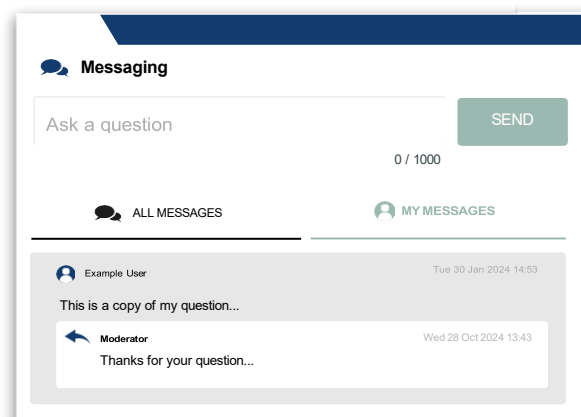 Messaging
Ask a question
SEND
0 / 1000
ALL MESSAGES
MY MESSAGES
Example User
Tue 30 Jan 2024 14:53
This is a copy of my question...
Moderator
Wed 28 Oct 2024 13:43
Thanks for your question...